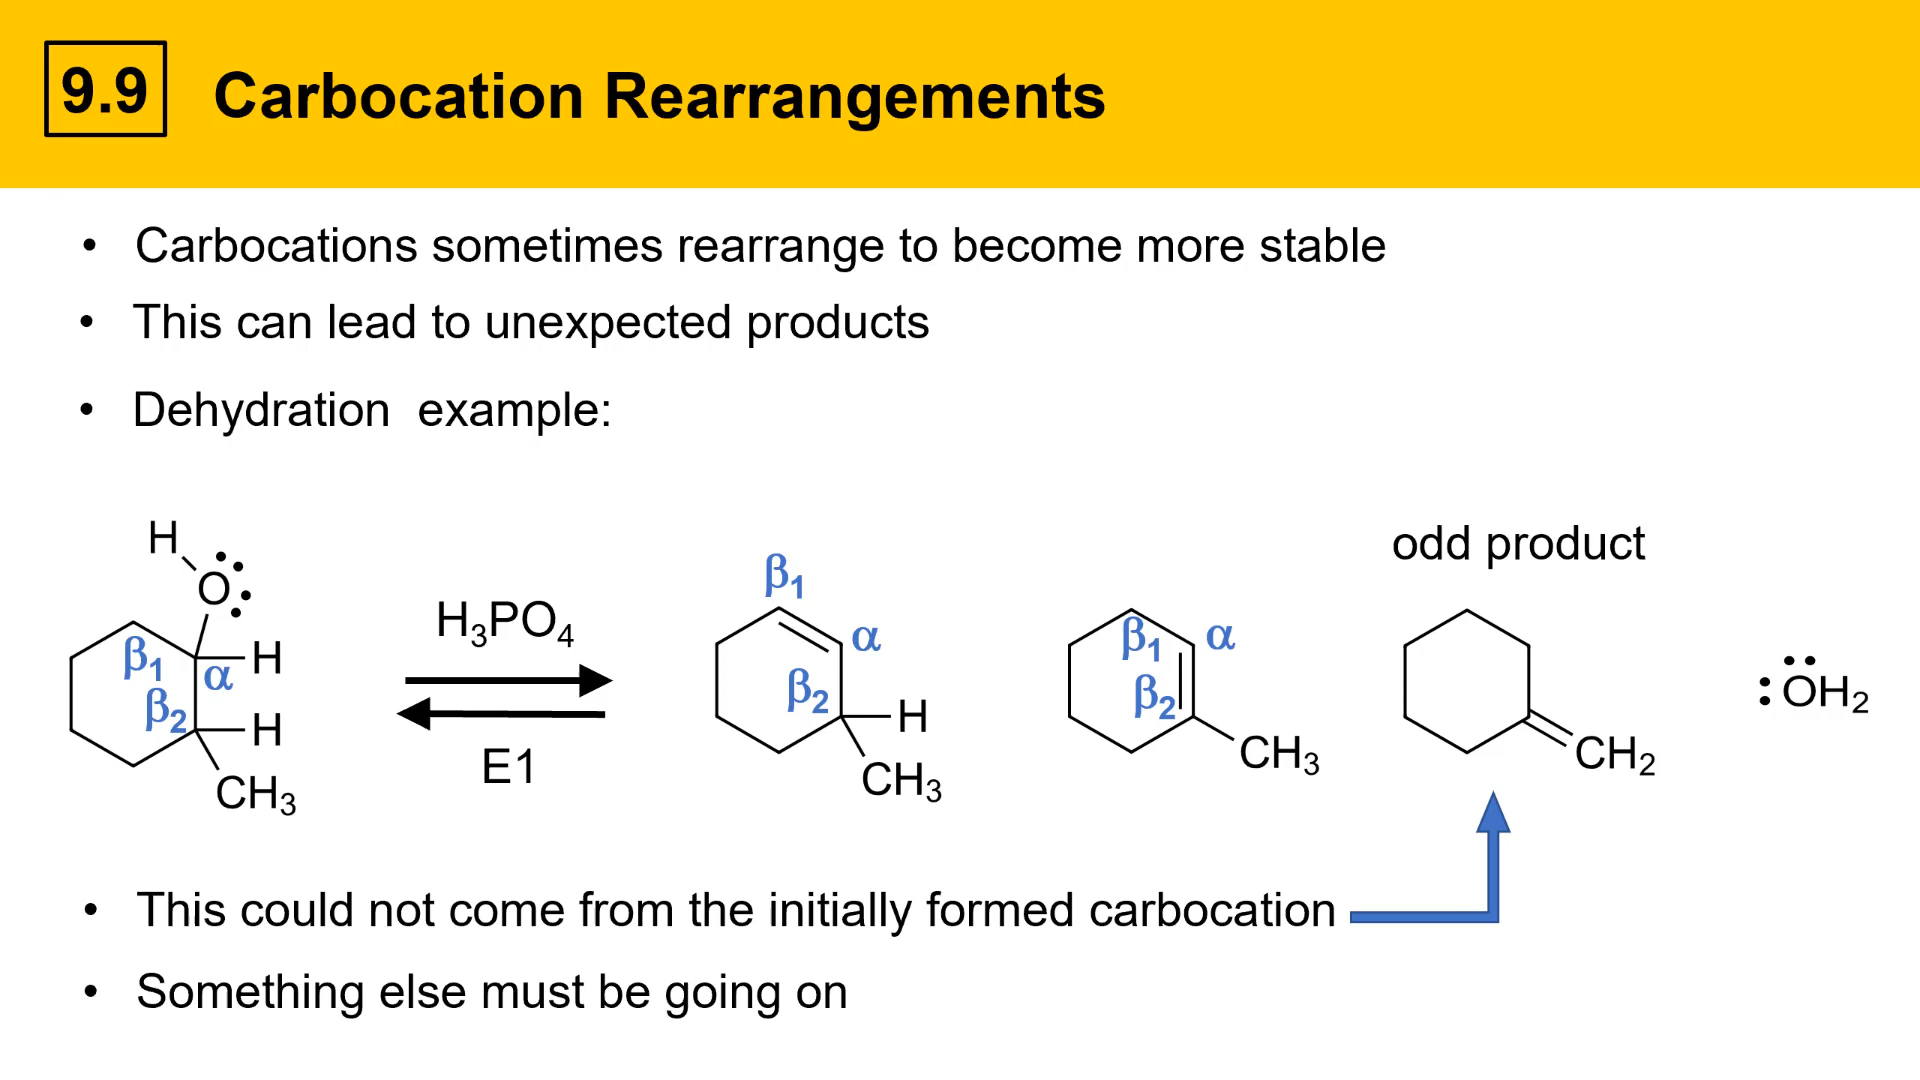 9.9 Carbocation Rearrangements
• Carbocations sometimes rearrange to become more stable
• This can lead to unexpected products
• Dehydration example:
H
O
H
H
CH₃
β₁
α
β₂
H₃PO₄
E1
β₁
α
β₂
H
CH₃
β₁
α
β₂
CH₃
odd product
CH₂
:OH₂
• This could not come from the initially formed carbocation
• Something else must be going on